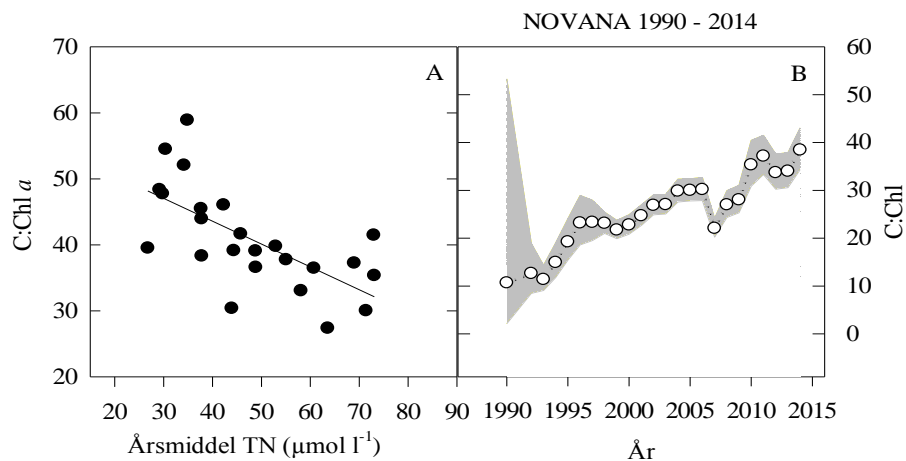 NOVANA 1990 - 2014
70
60
50
40
30
20
C:Chl a
A
20 30 40 50 60 70 80 90
Årsmiddel TN (µmol l⁻¹)
B
60
50
40
30
20
10
0
C:Chl
1990 1995 2000 2005 2010 2015
År